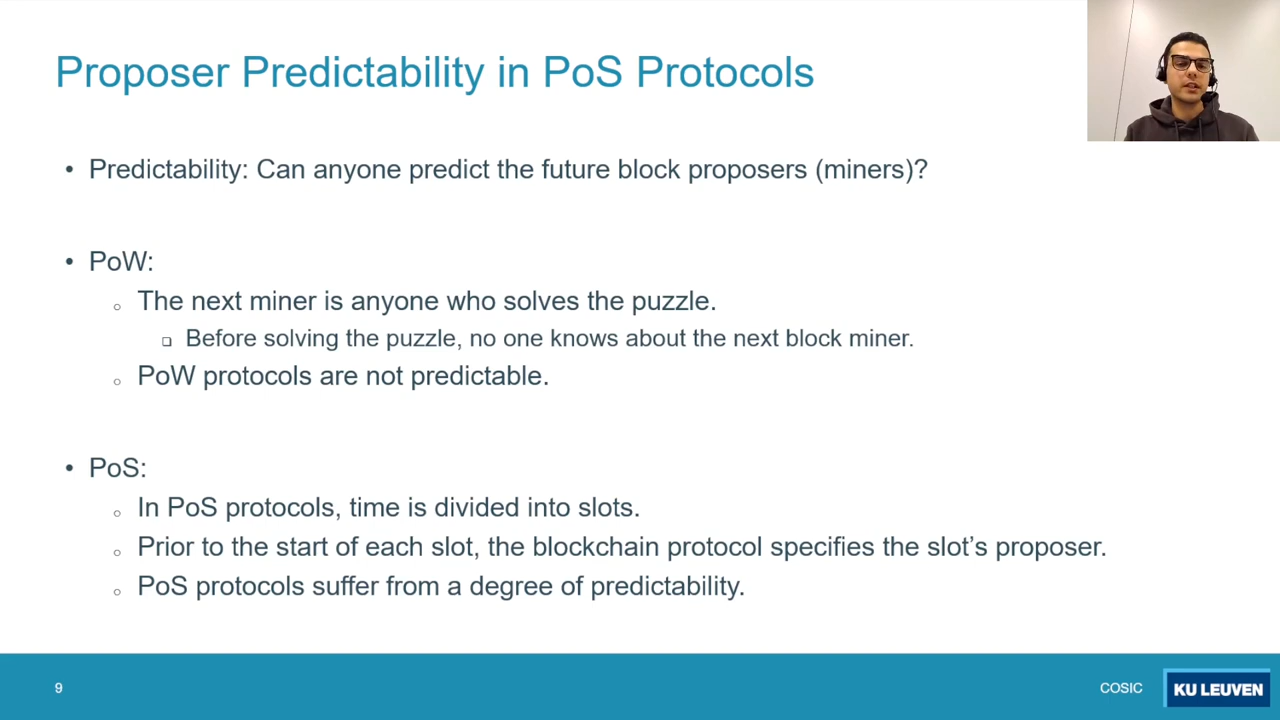 Proposer Predictability in PoS Protocols
• Predictability: Can anyone predict the future block proposers (miners)?
• PoW:
○ The next miner is anyone who solves the puzzle.
❑ Before solving the puzzle, no one knows about the next block miner.
○ PoW protocols are not predictable.
• PoS:
○ In PoS protocols, time is divided into slots.
○ Prior to the start of each slot, the blockchain protocol specifies the slot’s proposer.
○ PoS protocols suffer from a degree of predictability.
9
COSIC
KU LEUVEN